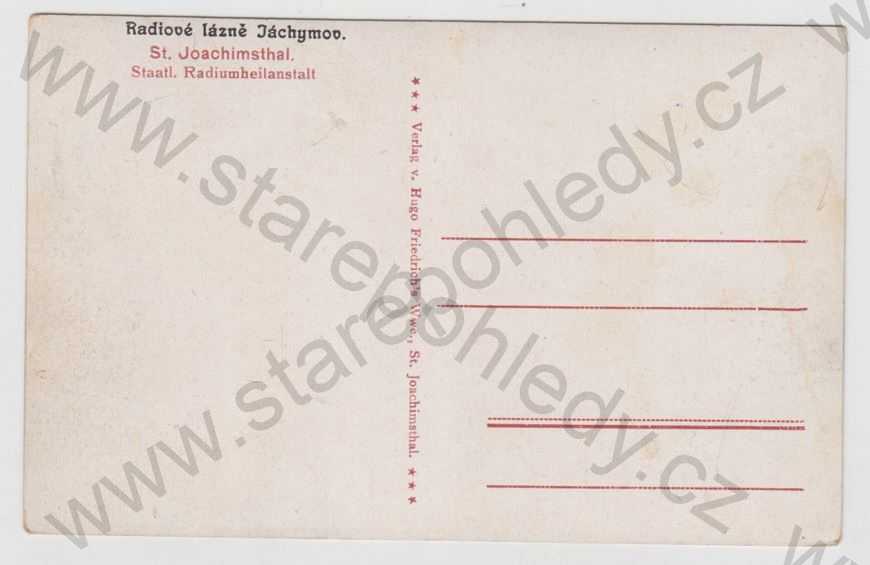 Radiové lázně Jáchymov.
St. Joachimsthal.
Staatl. Radiumheilanstalt
★★★ Verlag v. Hugo Friedrich's Wwe., St. Joachimsthal. ★★★
www.starepohledy.cz
www.starepohledy.cz